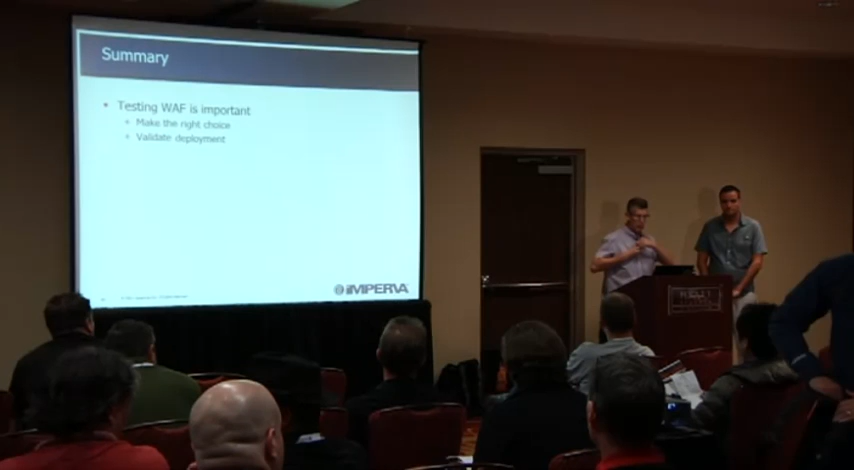 Summary
Testing WAF is important
Make the right choice
Validate deployment
IMPERVA